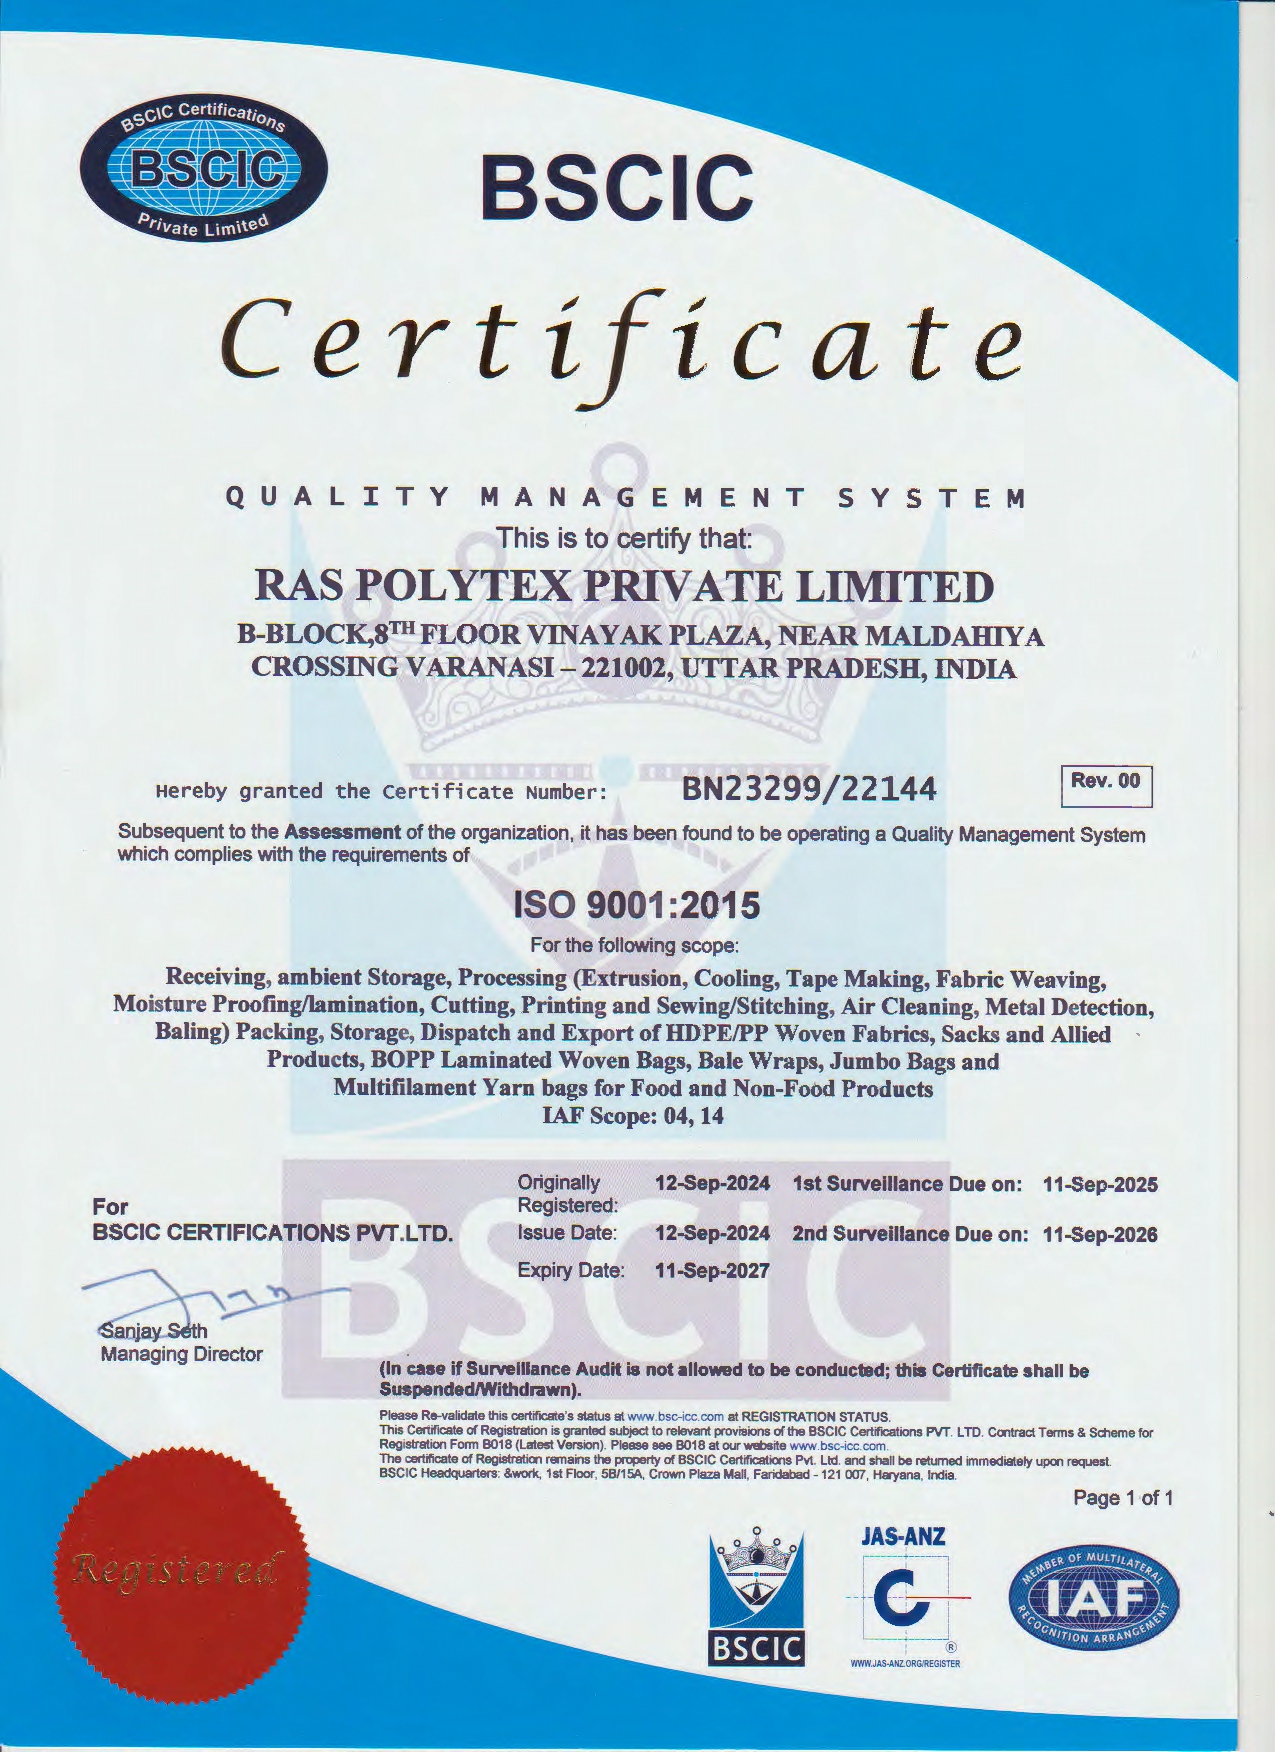 BSCIC Certifications
BSCIC
Private Limited
BSCIC
Certificate
QUALITY MANAGEMENT SYSTEM
This is to certify that:
RAS POLYTEX PRIVATE LIMITED
B-BLOCK,8TH FLOOR VINAYAK PLAZA, NEAR MALDAHIYA
CROSSING VARANASI – 221002, UTTAR PRADESH, INDIA
Hereby granted the Certificate Number: BN23299/22144 Rev. 00
Subsequent to the Assessment of the organization, it has been found to be operating a Quality Management System
which complies with the requirements of
ISO 9001:2015
For the following scope:
Receiving, ambient Storage, Processing (Extrusion, Cooling, Tape Making, Fabric Weaving,
Moisture Proofing/lamination, Cutting, Printing and Sewing/Stitching, Air Cleaning, Metal Detection,
Baling) Packing, Storage, Dispatch and Export of HDPE/PP Woven Fabrics, Sacks and Allied
Products, BOPP Laminated Woven Bags, Bale Wraps, Jumbo Bags and
Multifilament Yarn bags for Food and Non-Food Products
IAF Scope: 04, 14
BSCIC
For
BSCIC CERTIFICATIONS PVT.LTD.
Originally Registered: 12-Sep-2024 1st Surveillance Due on: 11-Sep-2025
Issue Date: 12-Sep-2024 2nd Surveillance Due on: 11-Sep-2026
Expiry Date: 11-Sep-2027
Sanjay Seth
Managing Director
(In case if Surveillance Audit is not allowed to be conducted; this Certificate shall be
Suspended/Withdrawn).
Please Re-validate this certificate's status at www.bsc-icc.com at REGISTRATION STATUS.
This Certificate of Registration is granted subject to relevant provisions of the BSCIC Certifications PVT. LTD. Contract Terms & Scheme for
Registration Form B018 (Latest Version). Please see B018 at our website www.bsc-icc.com.
The certificate of Registration remains the property of BSCIC Certifications Pvt. Ltd. and shall be returned immediately upon request.
BSCIC Headquarters: &work, 1st Floor, 5B/15A, Crown Plaza Mall, Faridabad - 121 007, Haryana, India.
Page 1 of 1
Registered
BSCIC
JAS-ANZ
C
®
WWW.JAS-ANZ.ORG/REGISTER
MEMBER OF MULTILATERAL
IAF
RECOGNITION ARRANGEMENT